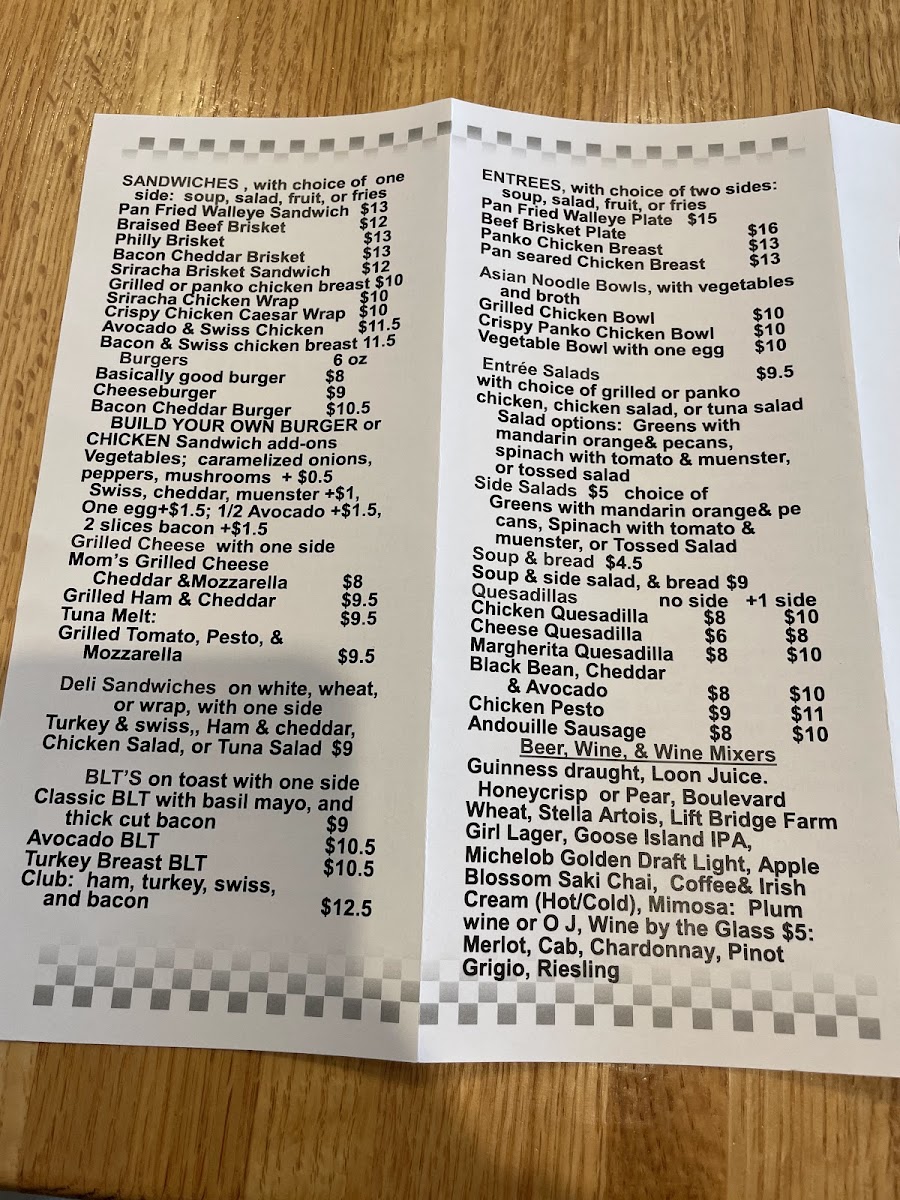 SANDWICHES , with choice of one
side: soup, salad, fruit, or fries
Pan Fried Walleye Sandwich $13
Braised Beef Brisket $12
Philly Brisket $13
Bacon Cheddar Brisket $13
Sriracha Brisket Sandwich $12
Grilled or panko chicken breast $10
Sriracha Chicken Wrap $10
Crispy Chicken Caesar Wrap $10
Avocado & Swiss Chicken $11.5
Bacon & Swiss chicken breast 11.5
Burgers 6 oz
Basically good burger $8
Cheeseburger $9
Bacon Cheddar Burger $10.5
BUILD YOUR OWN BURGER or
CHICKEN Sandwich add-ons
Vegetables; caramelized onions,
peppers, mushrooms + $0.5
Swiss, cheddar, muenster +$1,
One egg+$1.5; 1/2 Avocado +$1.5,
2 slices bacon +$1.5
Grilled Cheese with one side
Mom's Grilled Cheese
Cheddar &Mozzarella $8
Grilled Ham & Cheddar $9.5
Tuna Melt: $9.5
Grilled Tomato, Pesto, &
Mozzarella $9.5
Deli Sandwiches on white, wheat,
or wrap, with one side
Turkey & swiss,, Ham & cheddar,
Chicken Salad, or Tuna Salad $9
BLT'S on toast with one side
Classic BLT with basil mayo, and
thick cut bacon $9
Avocado BLT $10.5
Turkey Breast BLT $10.5
Club: ham, turkey, swiss,
and bacon $12.5
ENTREES, with choice of two sides:
soup, salad, fruit, or fries
Pan Fried Walleye Plate $15
Beef Brisket Plate $16
Panko Chicken Breast $13
Pan seared Chicken Breast $13
Asian Noodle Bowls, with vegetables
and broth
Grilled Chicken Bowl $10
Crispy Panko Chicken Bowl $10
Vegetable Bowl with one egg $10
Entrée Salads $9.5
with choice of grilled or panko
chicken, chicken salad, or tuna salad
Salad options: Greens with
mandarin orange& pecans,
spinach with tomato & muenster,
or tossed salad
Side Salads $5 choice of
Greens with mandarin orange& pe
cans, Spinach with tomato &
muenster, or Tossed Salad
Soup & bread $4.5
Soup & side salad, & bread $9
Quesadillas no side +1 side
Chicken Quesadilla $8 $10
Cheese Quesadilla $6 $8
Margherita Quesadilla $8 $10
Black Bean, Cheddar
& Avocado $8 $10
Chicken Pesto $9 $11
Andouille Sausage $8 $10
Beer, Wine, & Wine Mixers
Guinness draught, Loon Juice.
Honeycrisp or Pear, Boulevard
Wheat, Stella Artois, Lift Bridge Farm
Girl Lager, Goose Island IPA,
Michelob Golden Draft Light, Apple
Blossom Saki Chai, Coffee& Irish
Cream (Hot/Cold), Mimosa: Plum
wine or O J, Wine by the Glass $5:
Merlot, Cab, Chardonnay, Pinot
Grigio, Riesling